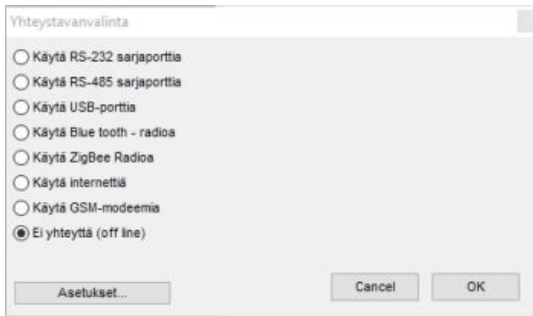 Yhteystavanvalinta
Käytä RS-232 sarjaporttia
Käytä RS-485 sarjaporttia
Käytä USB-porttia
Käytä Blue tooth - radioa
Käytä ZigBee Radioa
Käytä internettiä
Käytä GSM-modeemia
Ei yhteyttä (off line)
Asetukset... Cancel OK